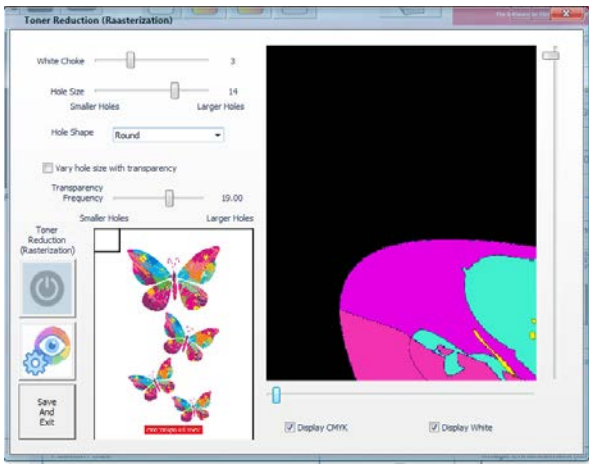 Toner Reduction (Raasterization)
White Choke 3
Hole Size 14
Smaller Holes Larger Holes
Hole Shape Round
Vary hole size with transparency
Transparency
Frequency 19.00
Smaller Holes Larger Holes
Toner
Reduction
(Rasterization)
Save
And
Exit
Display CMYK Display White